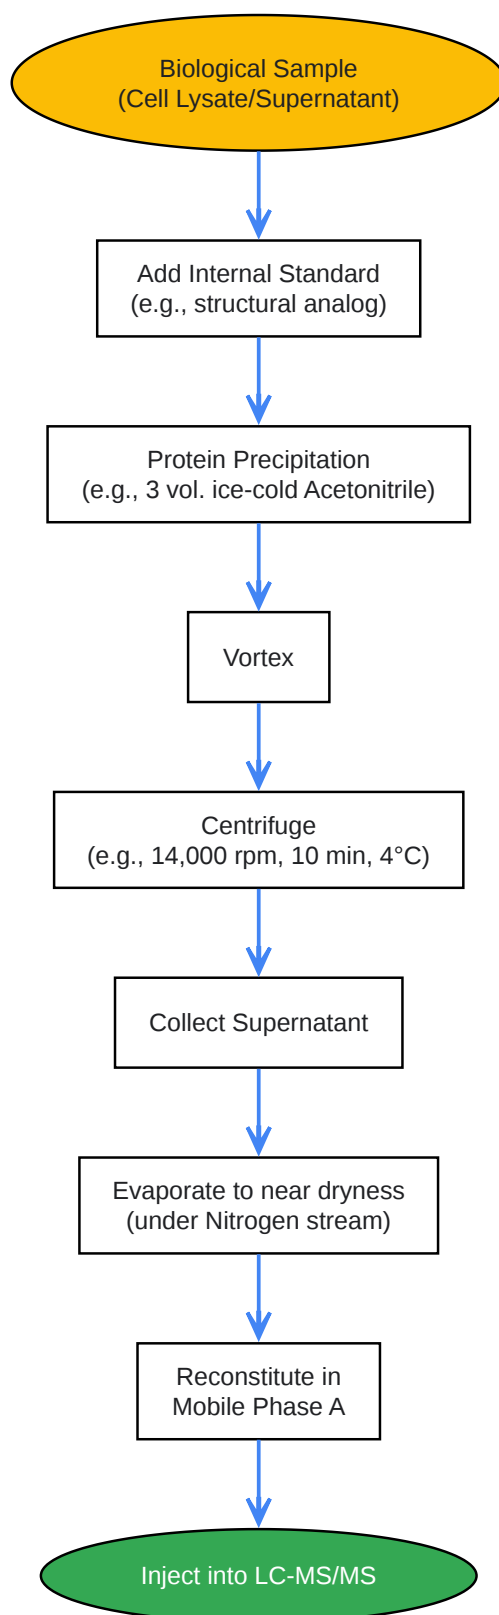 Biological Sample
(Cell Lysate/Supernatant)
Add Internal Standard
(e.g., structural analog)
Protein Precipitation
(e.g., 3 vol. ice-cold Acetonitrile)
Vortex
Centrifuge
(e.g., 14,000 rpm, 10 min, 4°C)
Collect Supernatant
Evaporate to near dryness
(under Nitrogen stream)
Reconstitute in
Mobile Phase A
Inject into LC-MS/MS